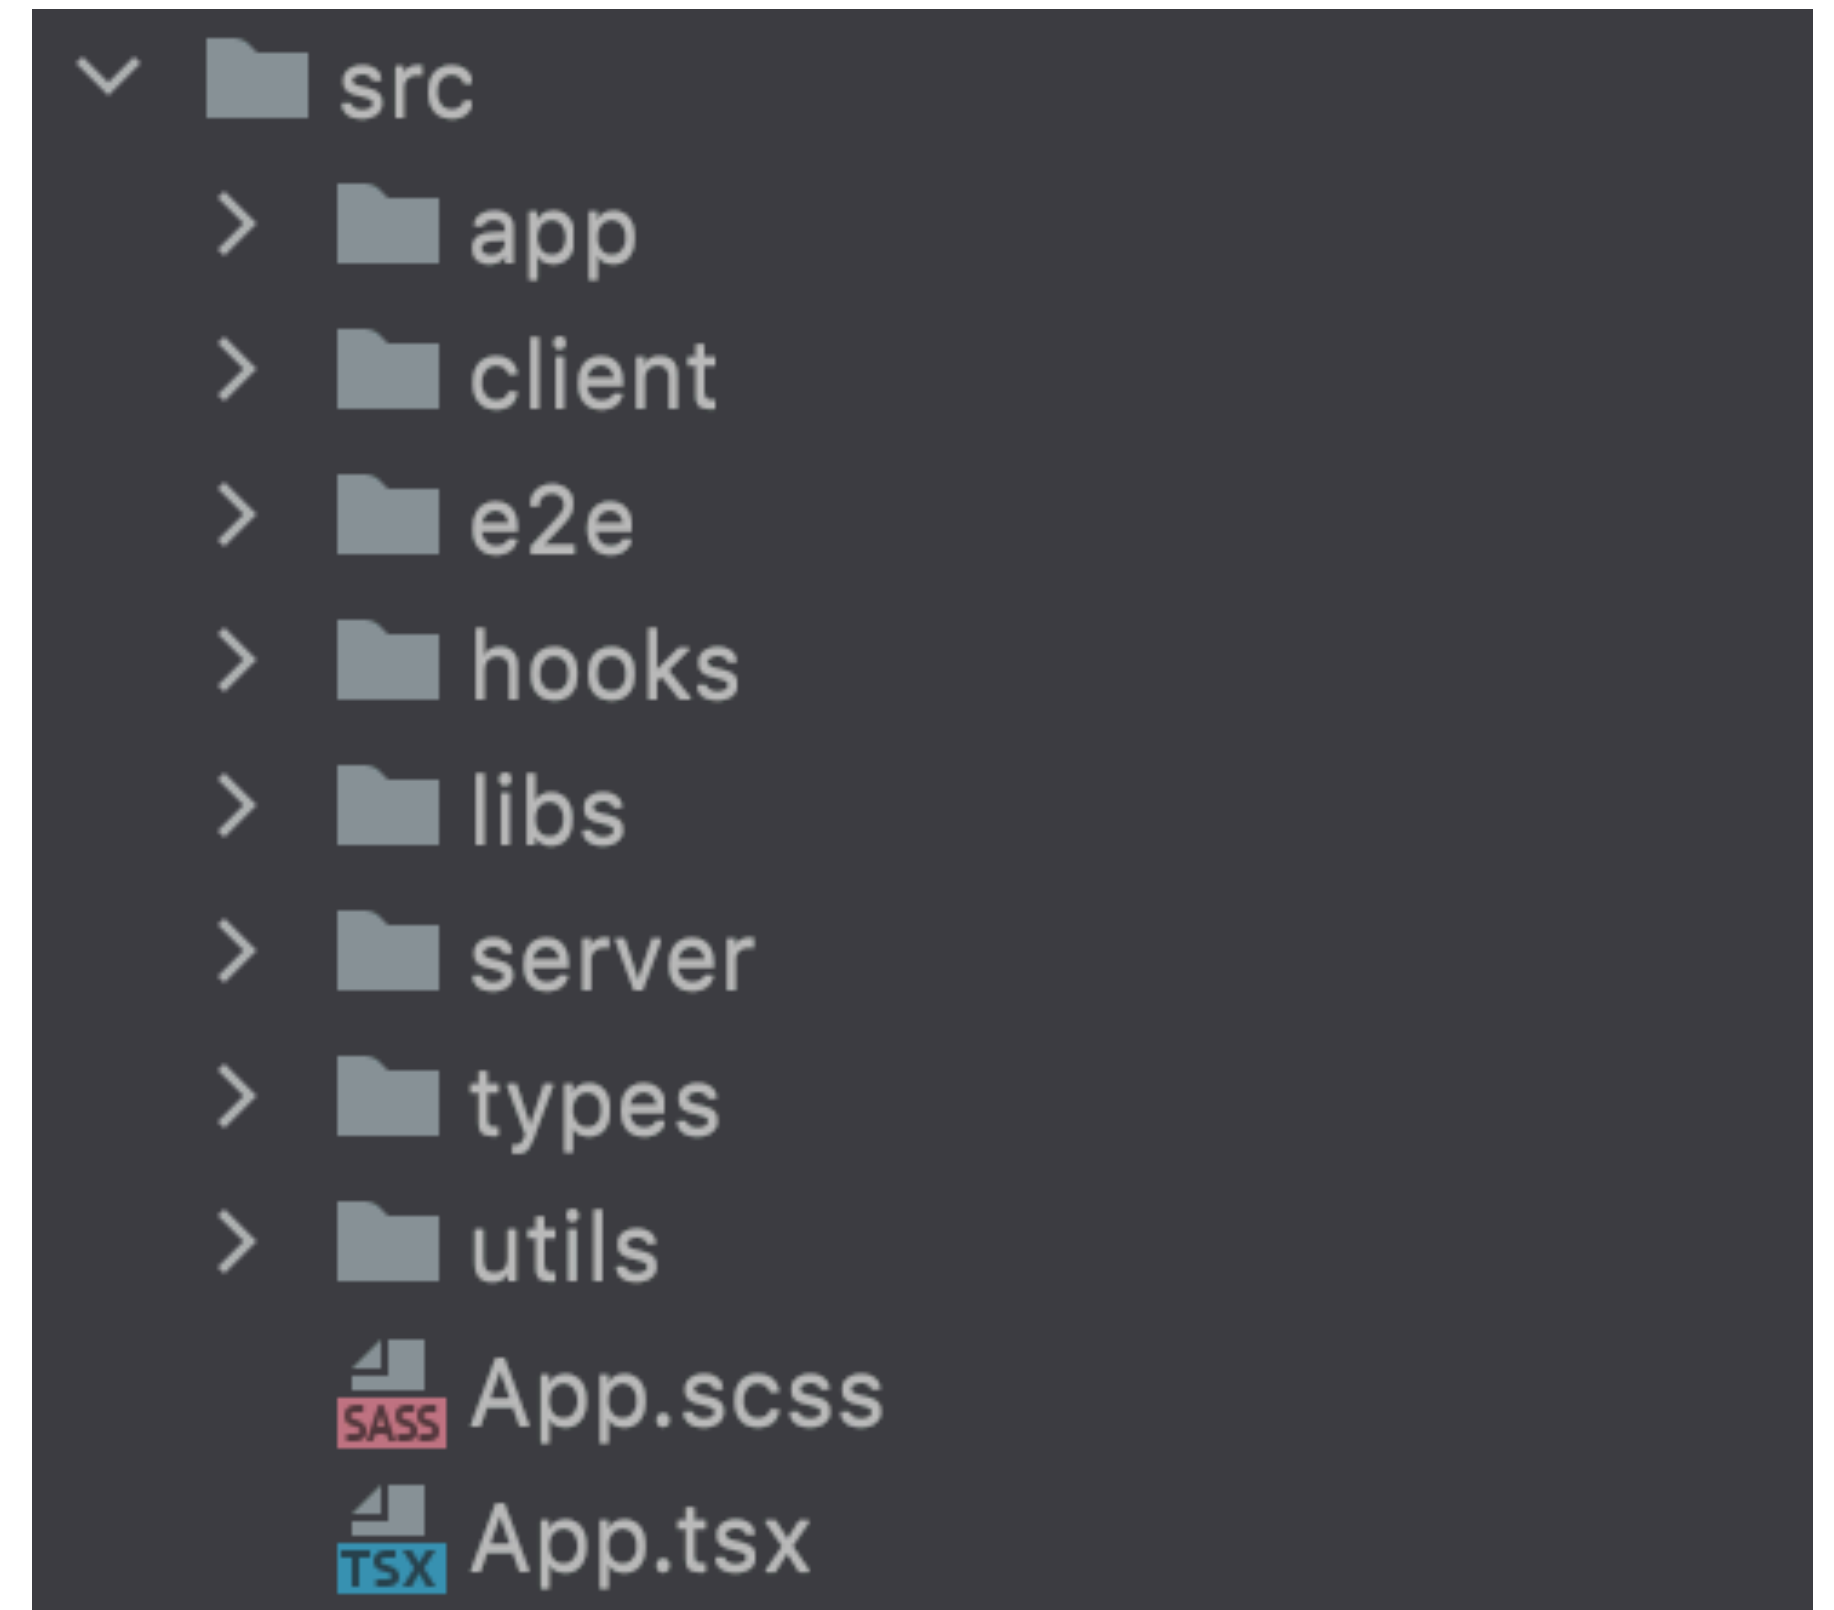 src
app
client
e2e
hooks
libs
server
types
utils
SASS App.scss
TSX App.tsx